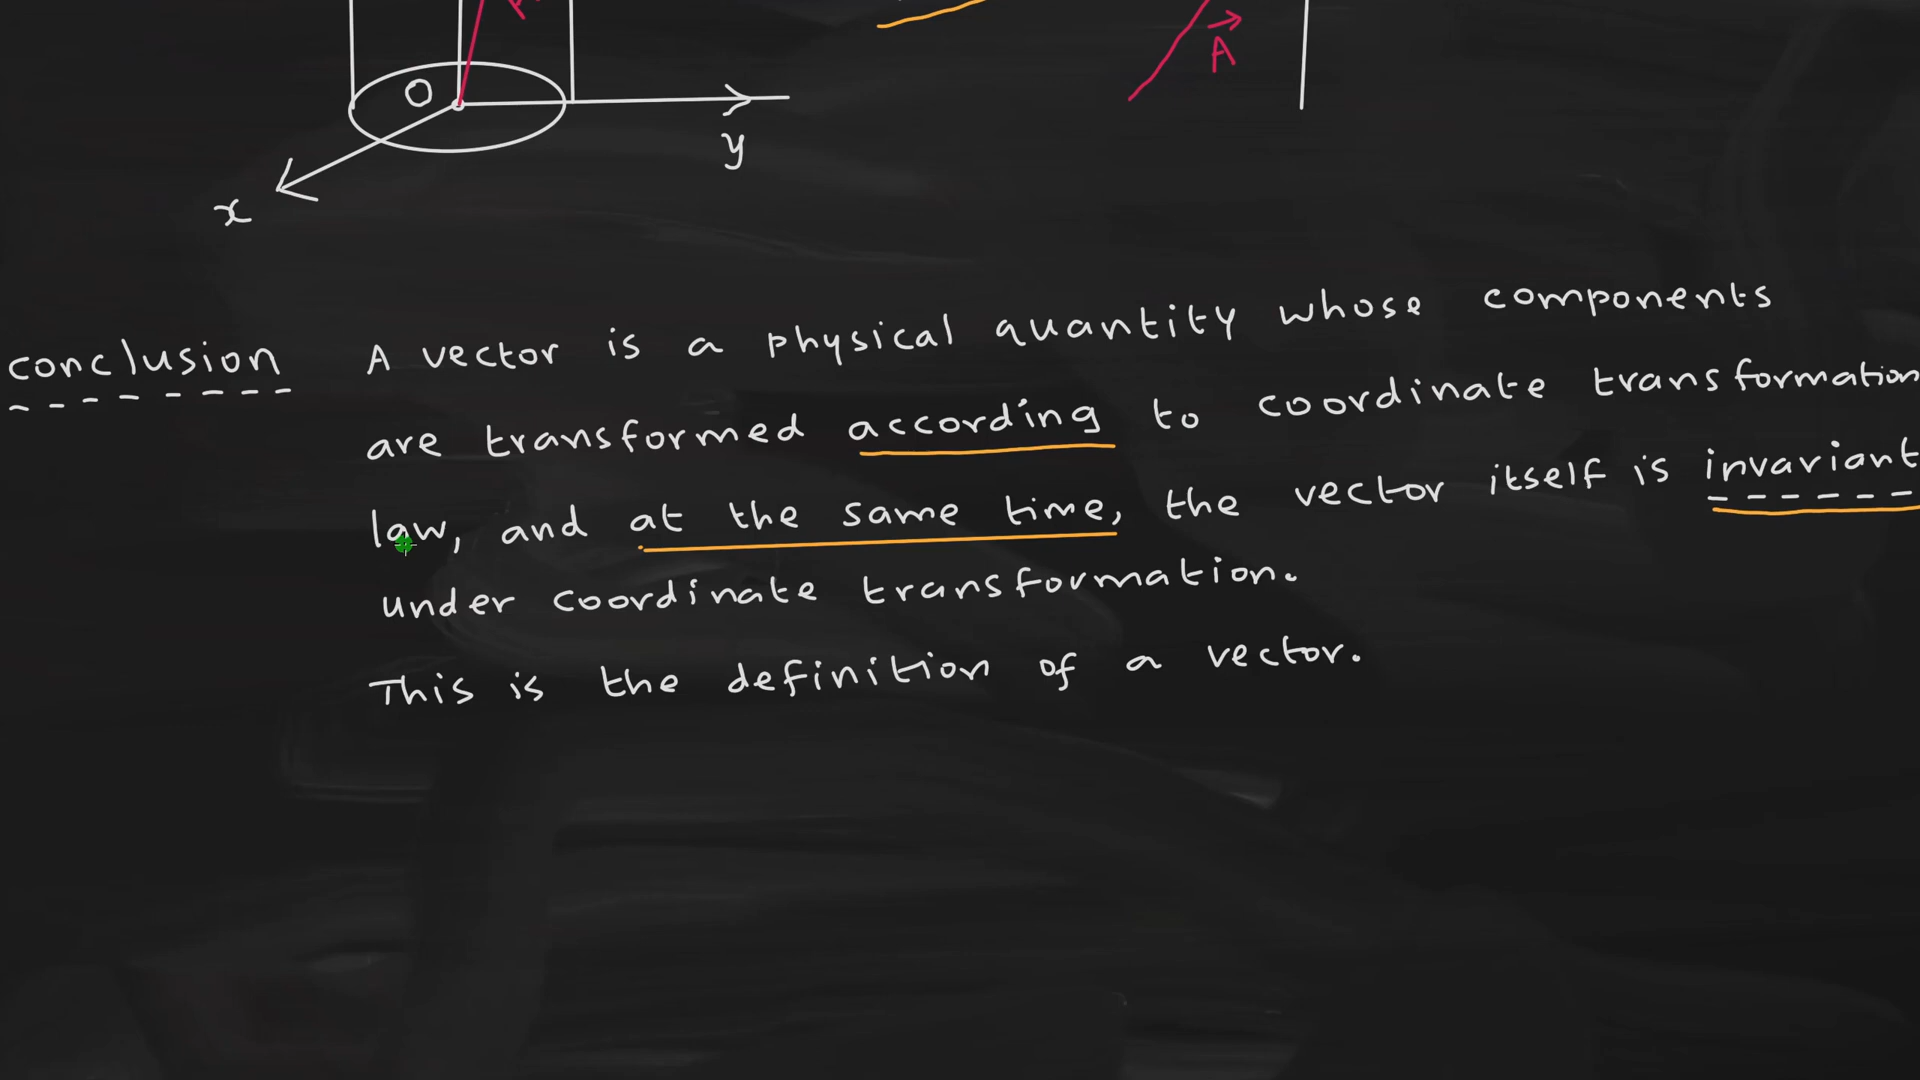 O
A
y
x
conclusion A vector is a physical quantity whose components
are transformed according to coordinate transformation
law, and at the same time, the vector itself is invariant
under coordinate transformation.
This is the definition of a vector.